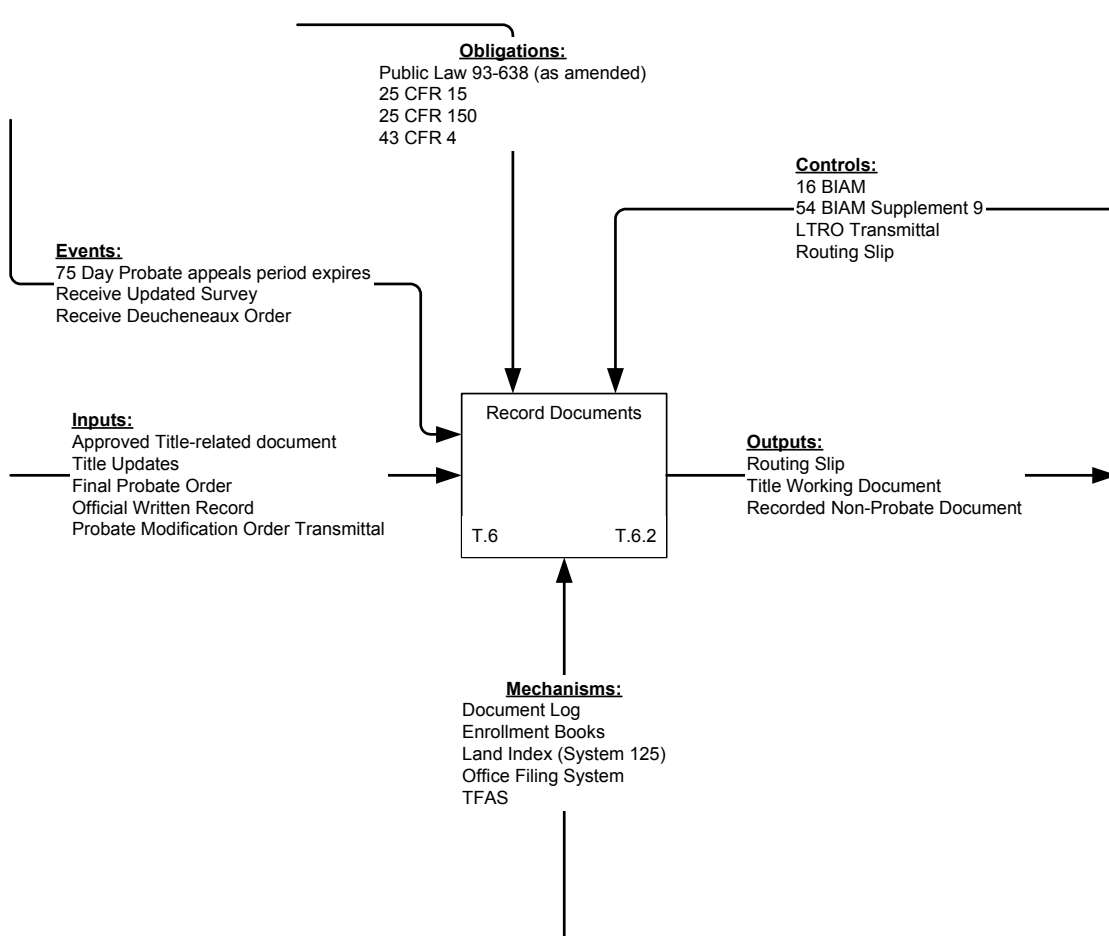 Obligations:
Public Law 93-638 (as amended)
25 CFR 15
25 CFR 150
43 CFR 4
Controls:
16 BIAM
54 BIAM Supplement 9
LTRO Transmittal
Routing Slip
Events:
75 Day Probate appeals period expires
Receive Updated Survey
Receive Deucheneaux Order
Inputs:
Approved Title-related document
Title Updates
Final Probate Order
Official Written Record
Probate Modification Order Transmittal
Record Documents
T.6 T.6.2
Outputs:
Routing Slip
Title Working Document
Recorded Non-Probate Document
Mechanisms:
Document Log
Enrollment Books
Land Index (System 125)
Office Filing System
TFAS